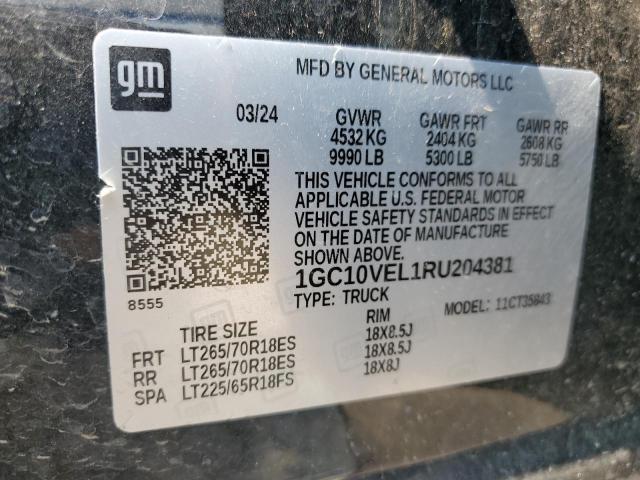 gm
MFD BY GENERAL MOTORS LLC
03/24 GVWR GAWR FRT GAWR RR
4532 KG 2404 KG 2608 KG
9990 LB 5300 LB 5750 LB
THIS VEHICLE CONFORMS TO ALL
APPLICABLE U.S. FEDERAL MOTOR
VEHICLE SAFETY STANDARDS IN EFFECT
ON THE DATE OF MANUFACTURE
SHOWN ABOVE.
1GC10VEL1RU204381
8555 TYPE: TRUCK MODEL: 11CT35843
TIRE SIZE RIM
FRT LT265/70R18ES 18X8.5J
RR LT265/70R18ES 18X8.5J
SPA LT225/65R18FS 18X8J